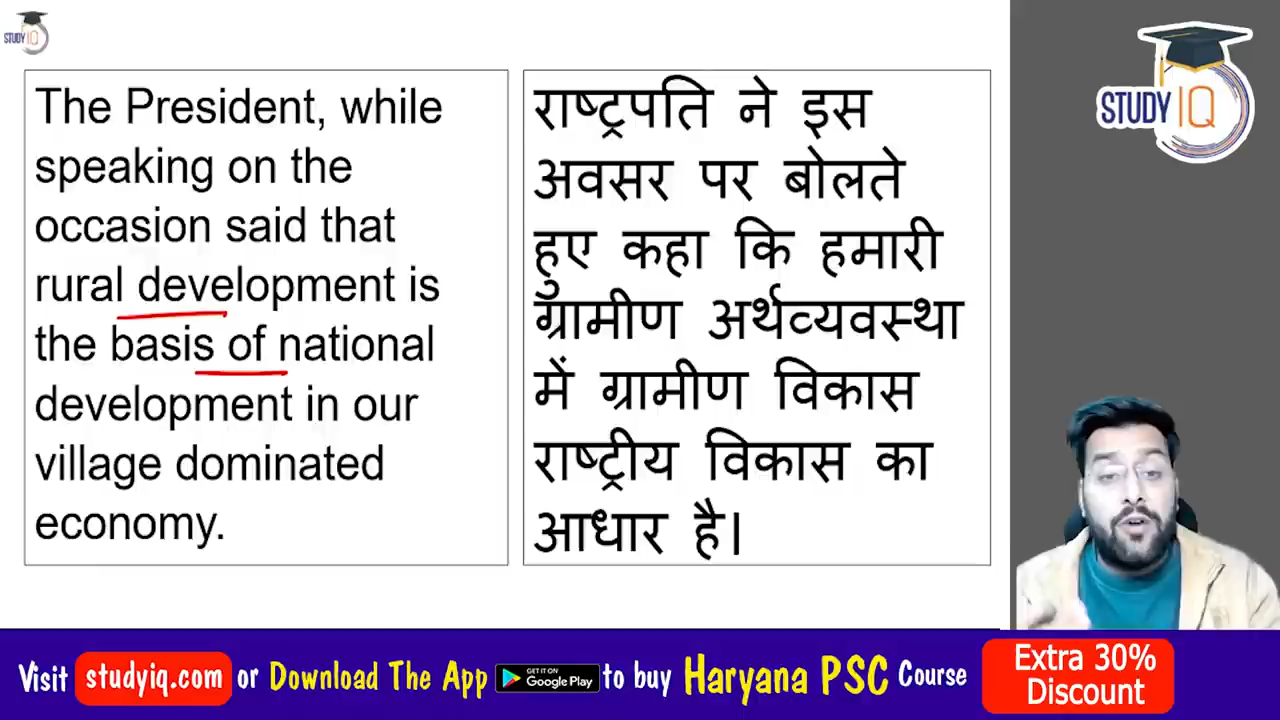 STUDY IQ
The President, while
speaking on the
occasion said that
rural development is
the basis of national
development in our
village dominated
economy.
राष्ट्रपति ने इस
अवसर पर बोलते
हुए कहा कि हमारी
ग्रामीण अर्थव्यवस्था
में ग्रामीण विकास
राष्ट्रीय विकास का
आधार है।
STUDY IQ
Visit studyiq.com or Download The App GET IT ON Google Play to buy Haryana PSC Course
Extra 30%
Discount